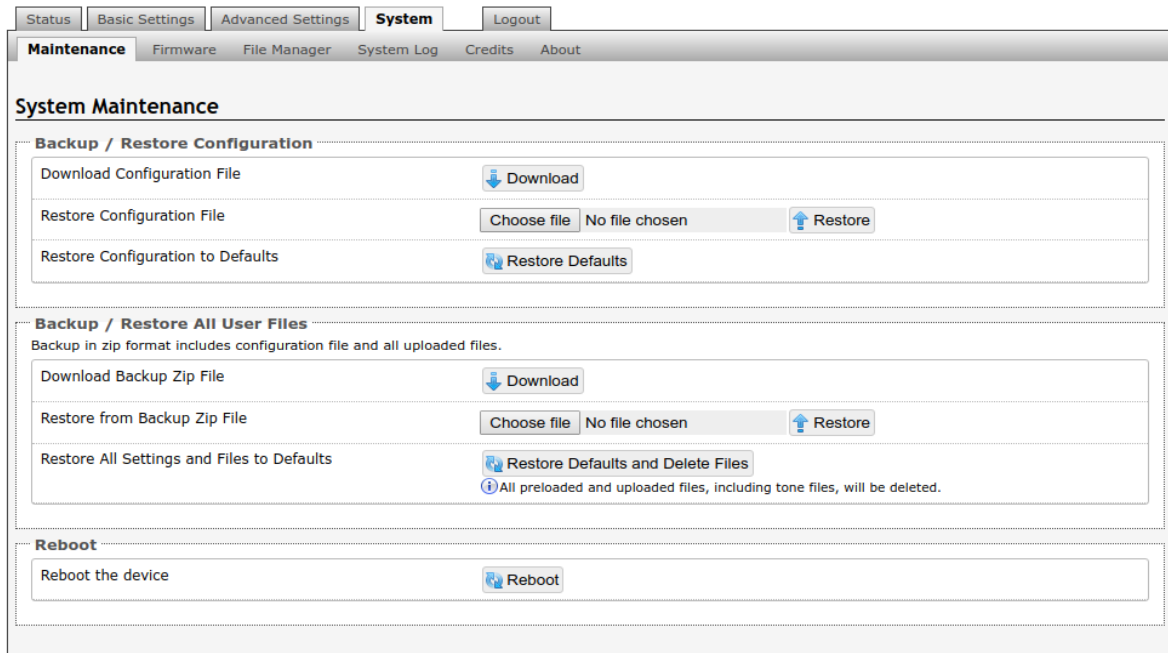 Status Basic Settings Advanced Settings System Logout
Maintenance Firmware File Manager System Log Credits About
System Maintenance
Backup / Restore Configuration
Download Configuration File Download
Restore Configuration File Choose file No file chosen Restore
Restore Configuration to Defaults Restore Defaults
Backup / Restore All User Files
Backup in zip format includes configuration file and all uploaded files.
Download Backup Zip File Download
Restore from Backup Zip File Choose file No file chosen Restore
Restore All Settings and Files to Defaults Restore Defaults and Delete Files
All preloaded and uploaded files, including tone files, will be deleted.
Reboot
Reboot the device Reboot